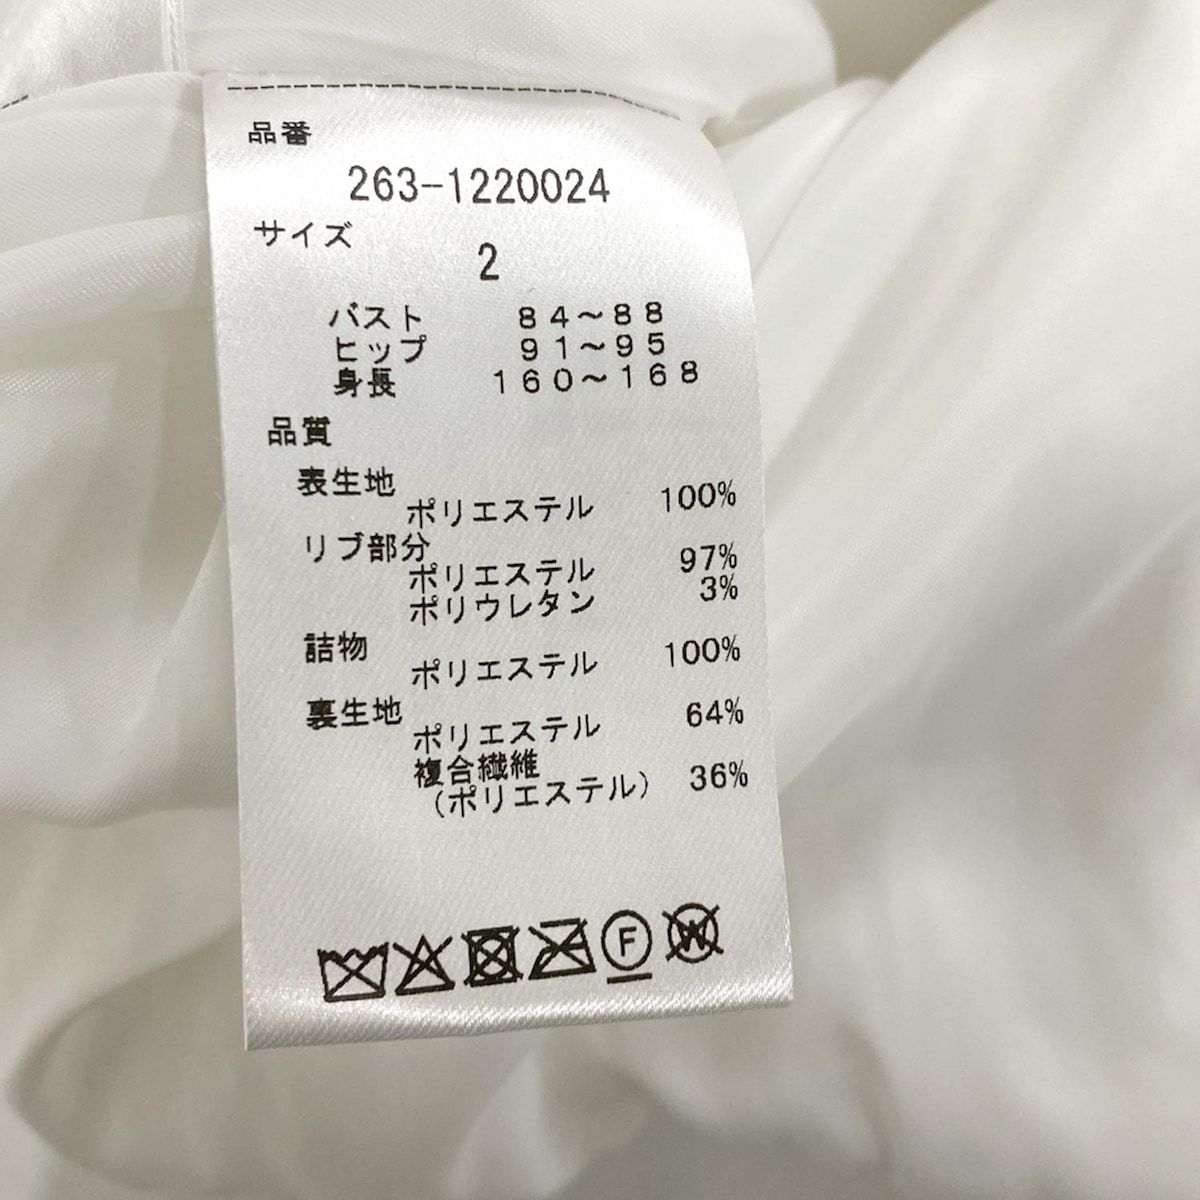 品番
263-1220024
サイズ
2
バスト 84～88
ヒップ 91～95
身長 160～168
品質
表生地
ポリエステル 100%
リブ部分
ポリエステル 97%
ポリウレタン 3%
詰物
ポリエステル 100%
裏生地
ポリエステル 64%
複合繊維
(ポリエステル) 36%
F W